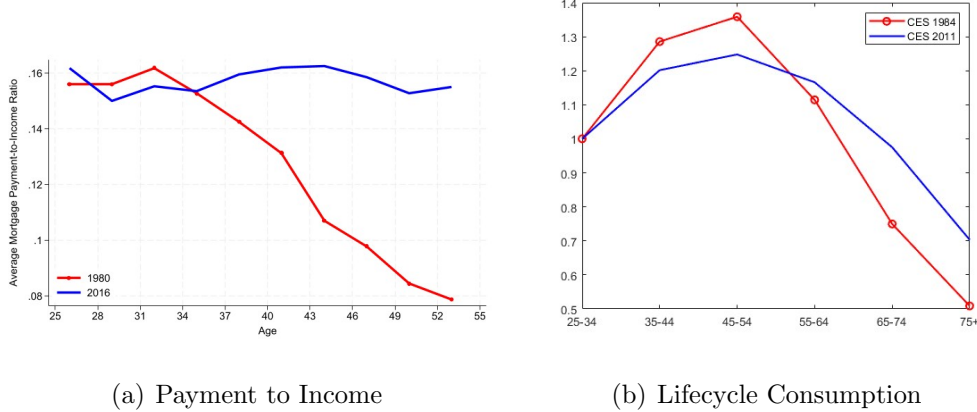 Average Mortgage Payment-to-Income Ratio
.16
.14
.12
.1
.08
1980
2016
25 28 31 34 37 40 43 46 49 52 55
Age
(a) Payment to Income
1.4
1.3
1.2
1.1
1
0.9
0.8
0.7
0.6
0.5
CES 1984
CES 2011
25-34 35-44 45-54 55-64 65-74 75+
(b) Lifecycle Consumption